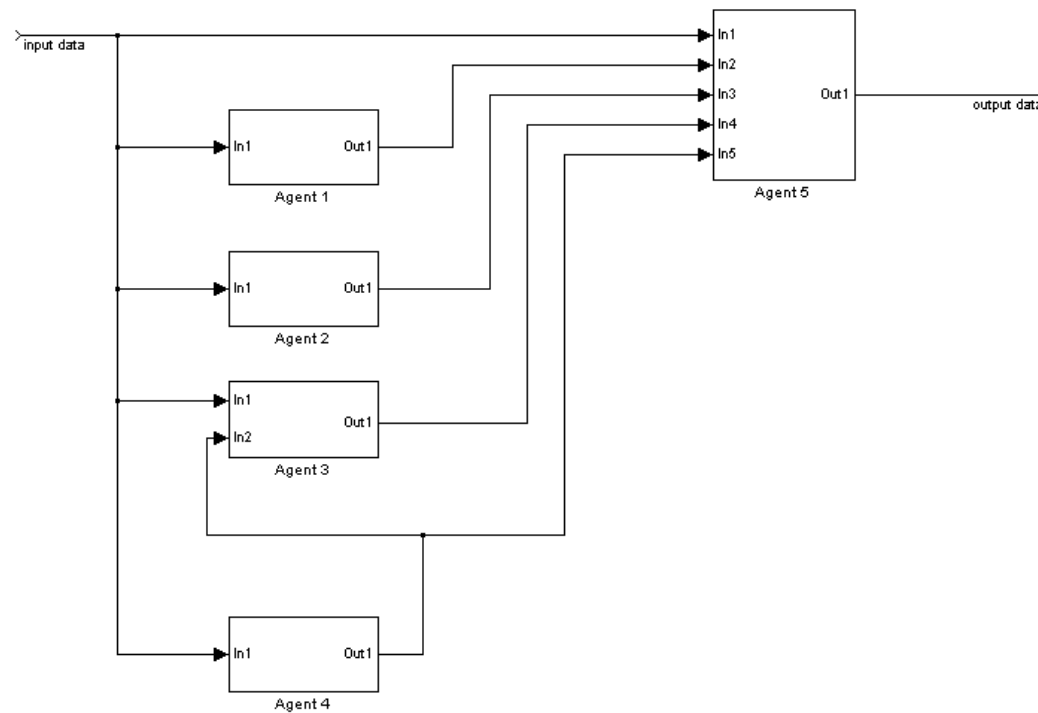 input data
In1
In2
In3
In4
In5
Out1
output data
Agent 5
In1
Out1
Agent 1
In1
Out1
Agent 2
In1
In2
Out1
Agent 3
In1
Out1
Agent 4